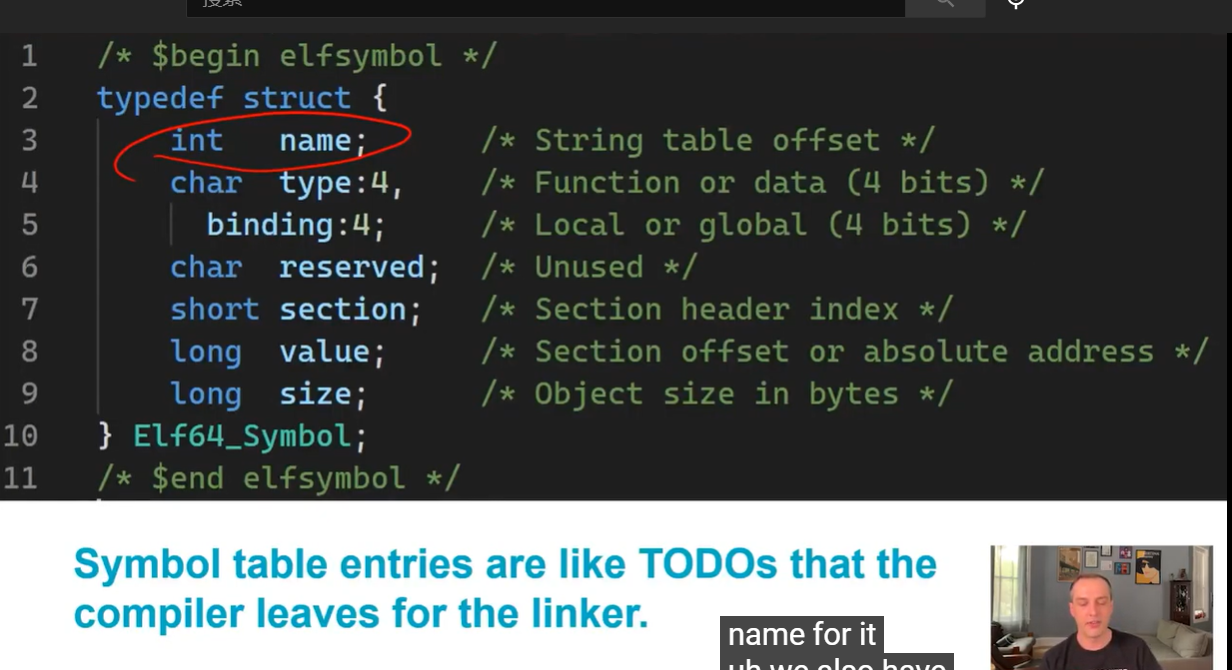 搜索
1 /* $begin elfsymbol */
2 typedef struct {
3 int name; /* String table offset */
4 char type:4, /* Function or data (4 bits) */
5 binding:4; /* Local or global (4 bits) */
6 char reserved; /* Unused */
7 short section; /* Section header index */
8 long value; /* Section offset or absolute address */
9 long size; /* Object size in bytes */
10 } Elf64_Symbol;
11 /* $end elfsymbol */
Symbol table entries are like TODOs that the
compiler leaves for the linker.
name for it
uh we also have